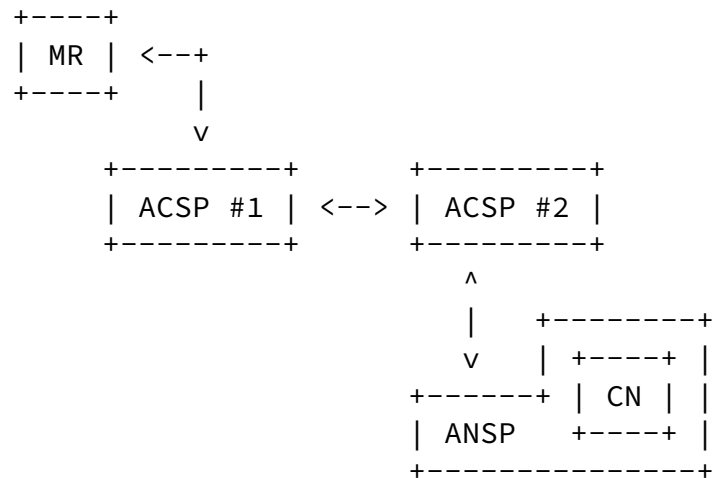 +----+
| MR | <--+
+----+    |
          v
     +---------+      +---------+
     | ACSP #1 | <--> | ACSP #2 |
     +---------+      +---------+
                         ^
                         |   +--------+
                         v   | +----+ |
                      +------+ | CN | |
                      | ANSP   +----+ |
                      +---------------+